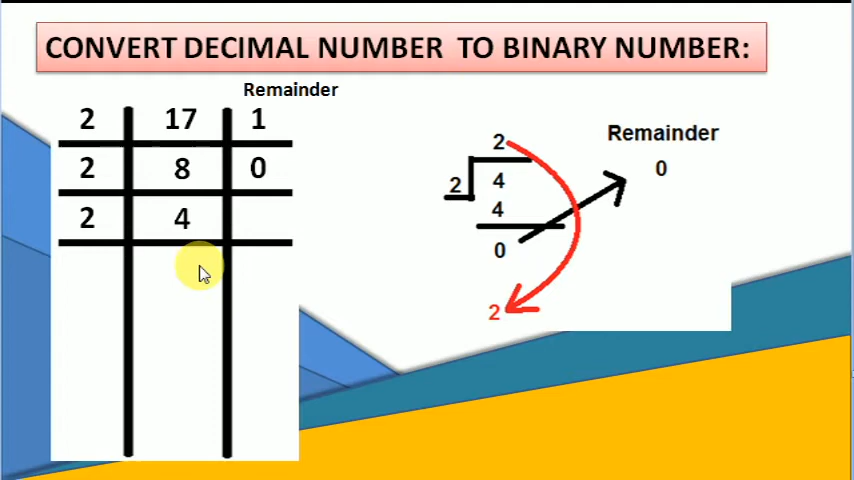 CONVERT DECIMAL NUMBER TO BINARY NUMBER:
Remainder
2 17 1
2 8 0
2 4
2
2 4
4
0
2
Remainder
0